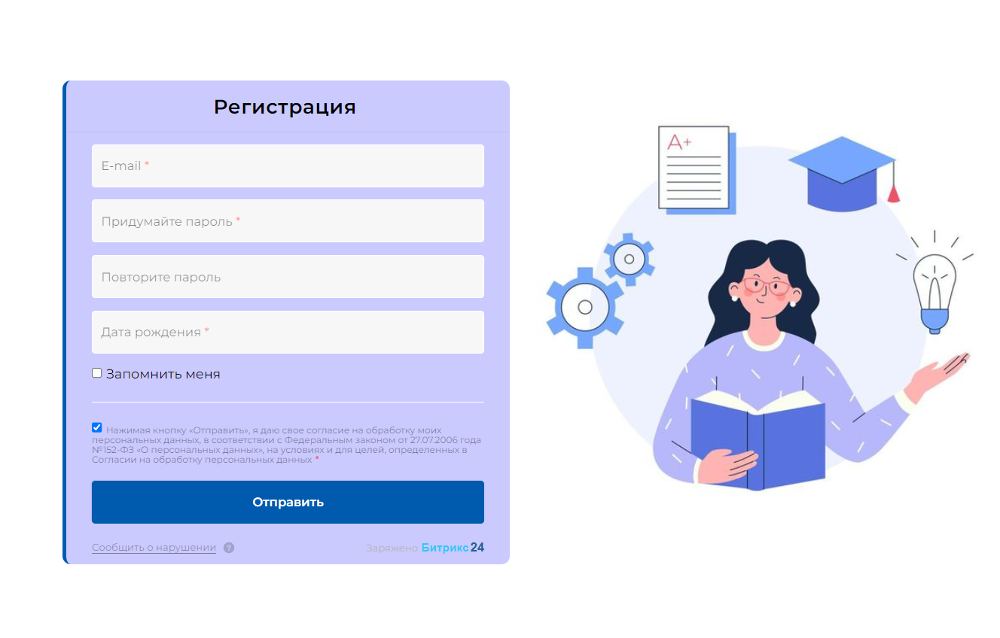 Регистрация
E-mail *
Придумайте пароль *
Повторите пароль
Дата рождения *
Запомнить меня
Нажимая кнопку «Отправить», я даю свое согласие на обработку моих
персональных данных, в соответствии с Федеральным законом от 27.07.2006 года
№152-ФЗ «О персональных данных», на условиях и для целей, определенных в
Согласии на обработку персональных данных *
Отправить
Сообщить о нарушении ?
Заряжено Битрикс24
A+